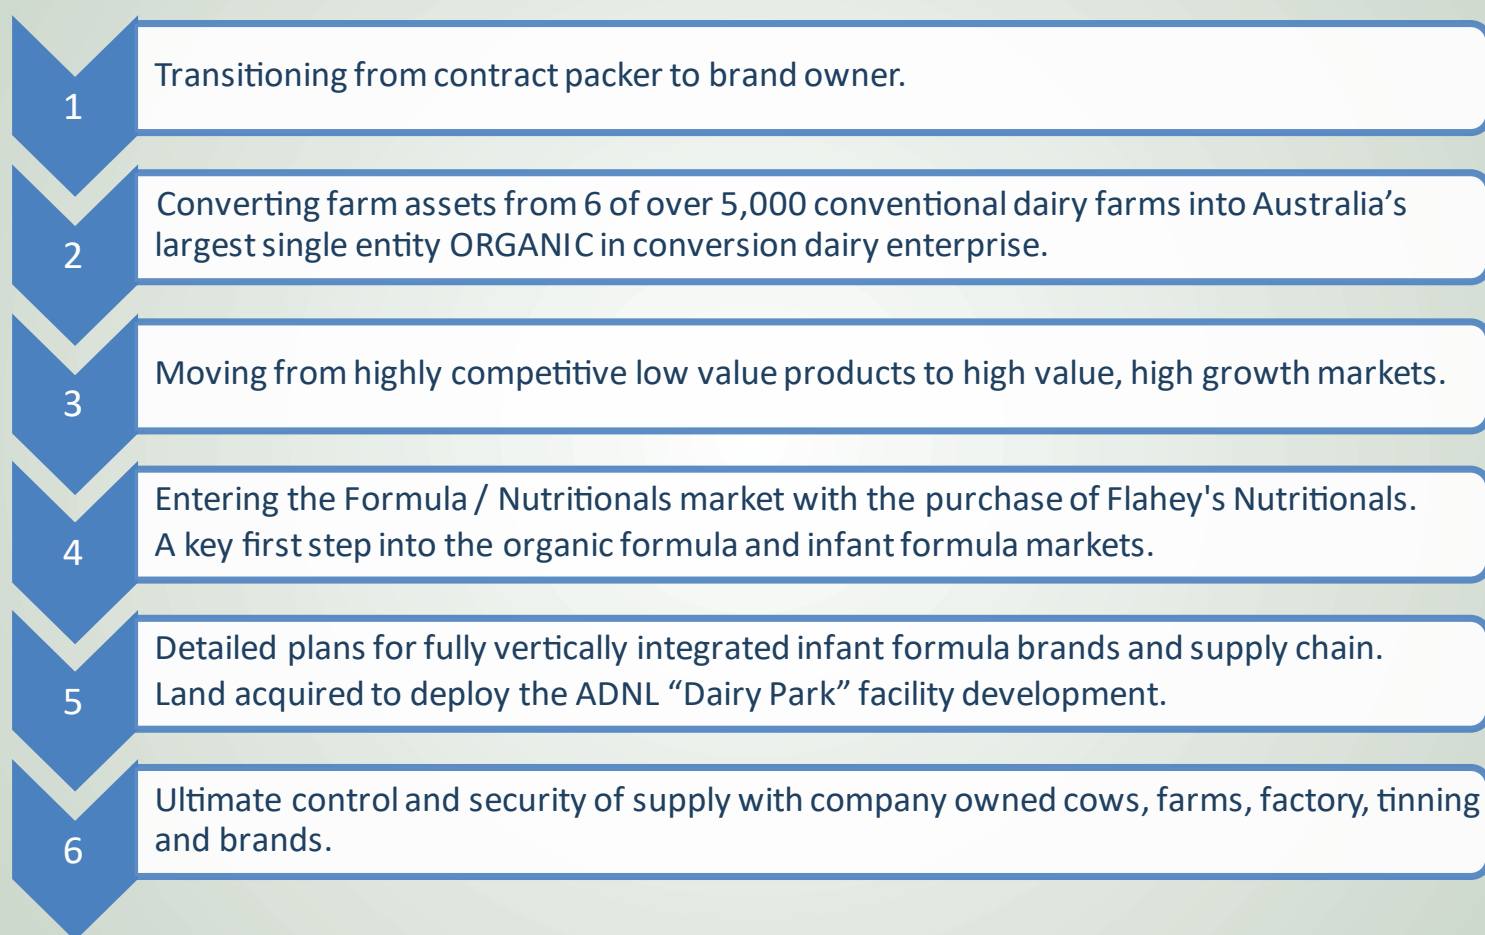 1
Transitioning from contract packer to brand owner.
2
Converting farm assets from 6 of over 5,000 conventional dairy farms into Australia’s
largest single entity ORGANIC in conversion dairy enterprise.
3
Moving from highly competitive low value products to high value, high growth markets.
4
Entering the Formula / Nutritionals market with the purchase of Flahey's Nutritionals.
A key first step into the organic formula and infant formula markets.
5
Detailed plans for fully vertically integrated infant formula brands and supply chain.
Land acquired to deploy the ADNL “Dairy Park” facility development.
6
Ultimate control and security of supply with company owned cows, farms, factory, tinning
and brands.